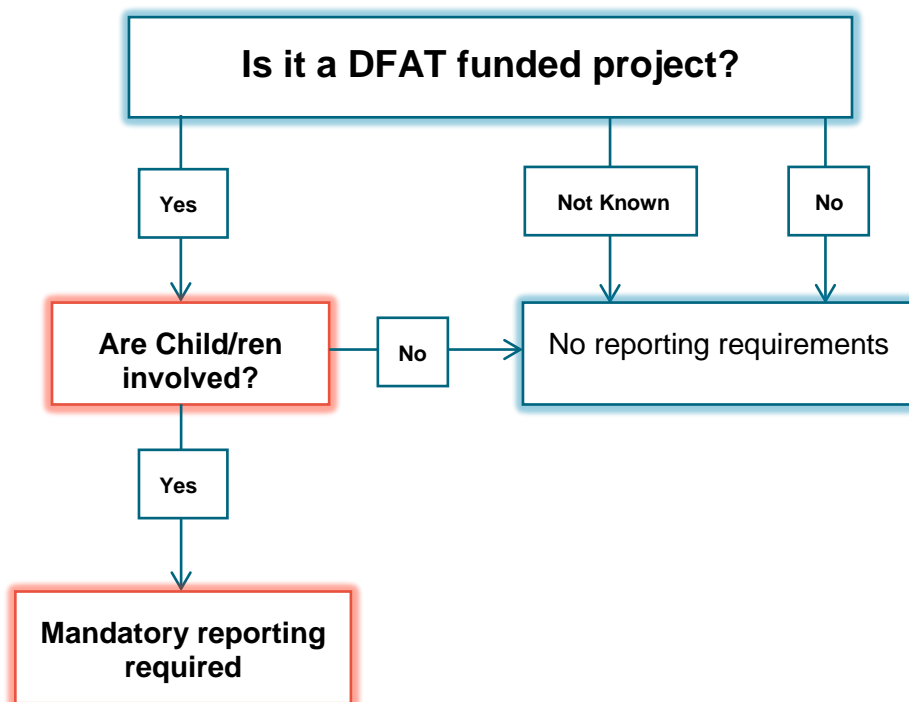 Is it a DFAT funded project?
Yes
Not Known
No
Are Child/ren
involved?
No
No reporting requirements
Yes
Mandatory reporting
required